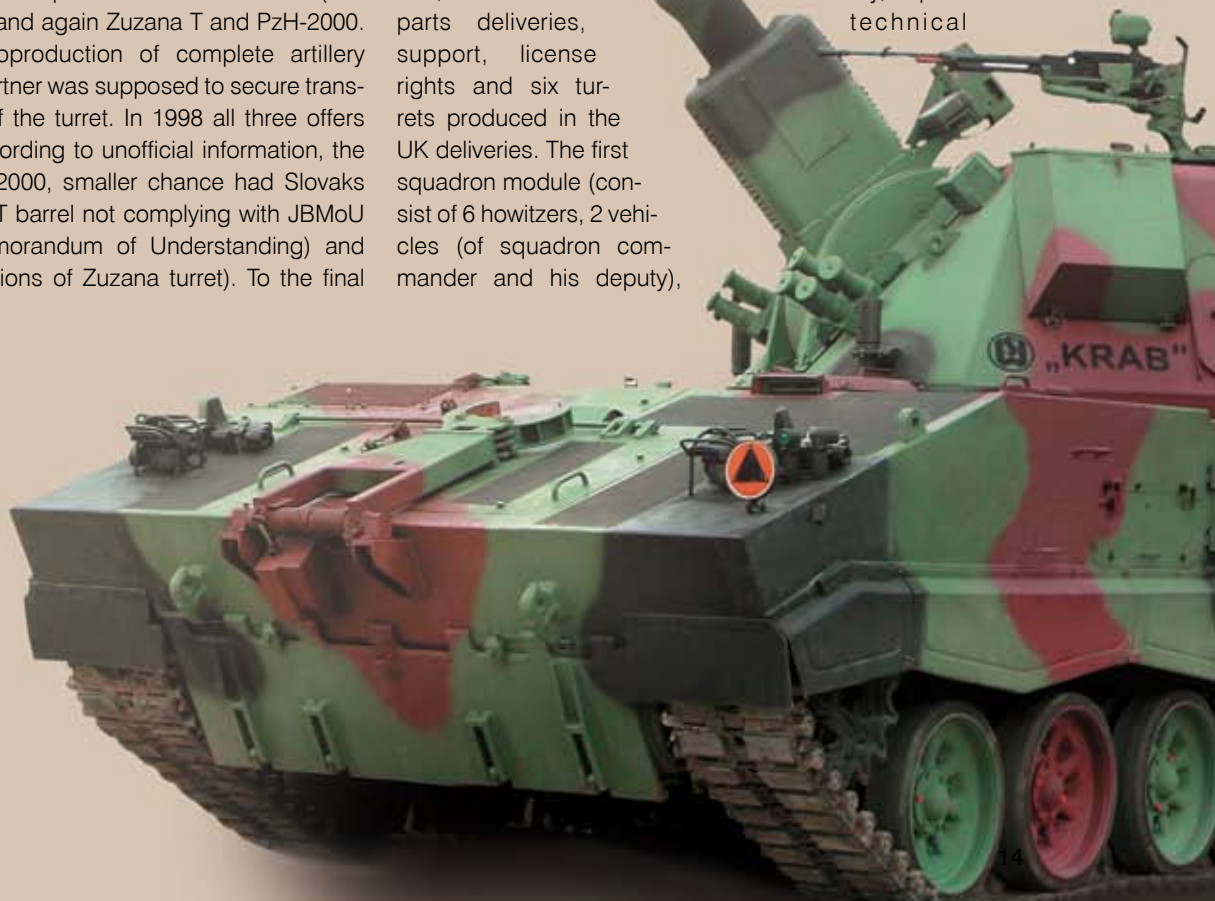 and again Zuzana T and PzH-2000.
oproduction of complete artillery
rtner was supposed to secure trans-
f the turret. In 1998 all three offers
ording to unofficial information, the
2000, smaller chance had Slovaks
T barrel not complying with JBMoU
morandum of Understanding) and
ions of Zuzana turret). To the final
parts deliveries,
support, license
rights and six tur-
rets produced in the
UK deliveries. The first
squadron module (con-
sist of 6 howitzers, 2 vehi-
cles (of squadron com-
mander and his deputy),
technical
„KRAB"
14